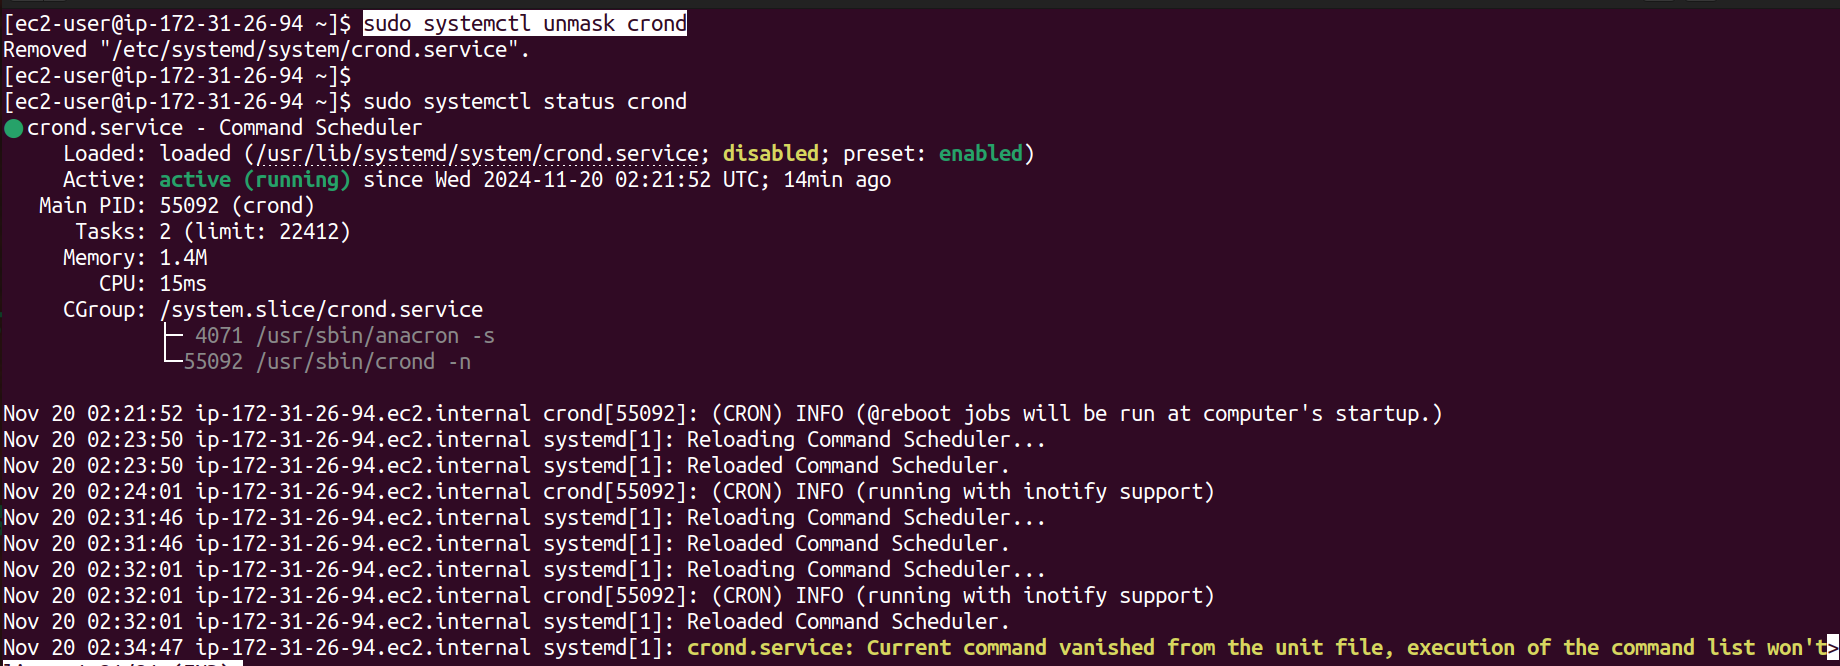 [ec2-user@ip-172-31-26-94 ~]$ sudo systemctl unmask crond
Removed "/etc/systemd/system/crond.service".
[ec2-user@ip-172-31-26-94 ~]$
[ec2-user@ip-172-31-26-94 ~]$ sudo systemctl status crond
● crond.service - Command Scheduler
     Loaded: loaded (/usr/lib/systemd/system/crond.service; disabled; preset: enabled)
     Active: active (running) since Wed 2024-11-20 02:21:52 UTC; 14min ago
   Main PID: 55092 (crond)
      Tasks: 2 (limit: 22412)
     Memory: 1.4M
        CPU: 15ms
     CGroup: /system.slice/crond.service
             ├─ 4071 /usr/sbin/anacron -s
             └─55092 /usr/sbin/crond -n
Nov 20 02:21:52 ip-172-31-26-94.ec2.internal crond[55092]: (CRON) INFO (@reboot jobs will be run at computer's startup.)
Nov 20 02:23:50 ip-172-31-26-94.ec2.internal systemd[1]: Reloading Command Scheduler...
Nov 20 02:23:50 ip-172-31-26-94.ec2.internal systemd[1]: Reloaded Command Scheduler.
Nov 20 02:24:01 ip-172-31-26-94.ec2.internal crond[55092]: (CRON) INFO (running with inotify support)
Nov 20 02:31:46 ip-172-31-26-94.ec2.internal systemd[1]: Reloading Command Scheduler...
Nov 20 02:31:46 ip-172-31-26-94.ec2.internal systemd[1]: Reloaded Command Scheduler.
Nov 20 02:32:01 ip-172-31-26-94.ec2.internal systemd[1]: Reloading Command Scheduler...
Nov 20 02:32:01 ip-172-31-26-94.ec2.internal crond[55092]: (CRON) INFO (running with inotify support)
Nov 20 02:32:01 ip-172-31-26-94.ec2.internal systemd[1]: Reloaded Command Scheduler.
Nov 20 02:34:47 ip-172-31-26-94.ec2.internal systemd[1]: crond.service: Current command vanished from the unit file, execution of the command list won't>